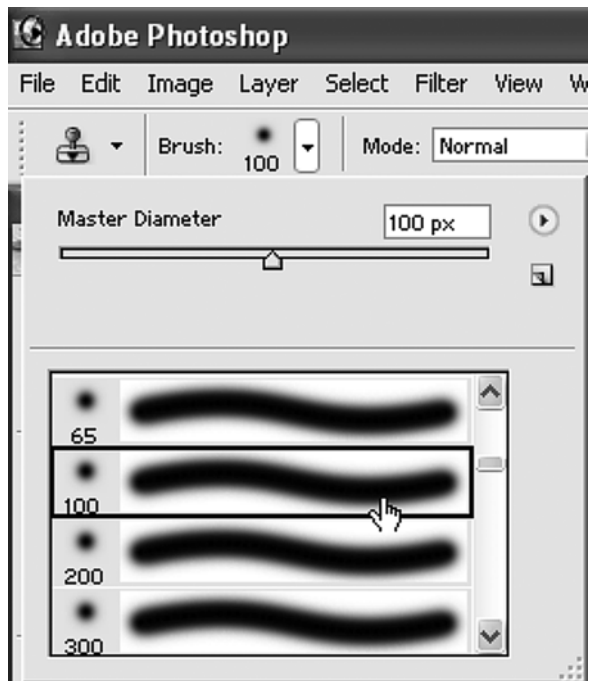 Adobe Photoshop
File Edit Image Layer Select Filter View W
Brush: 100 Mode: Normal
Master Diameter 100 px
65
100
200
300